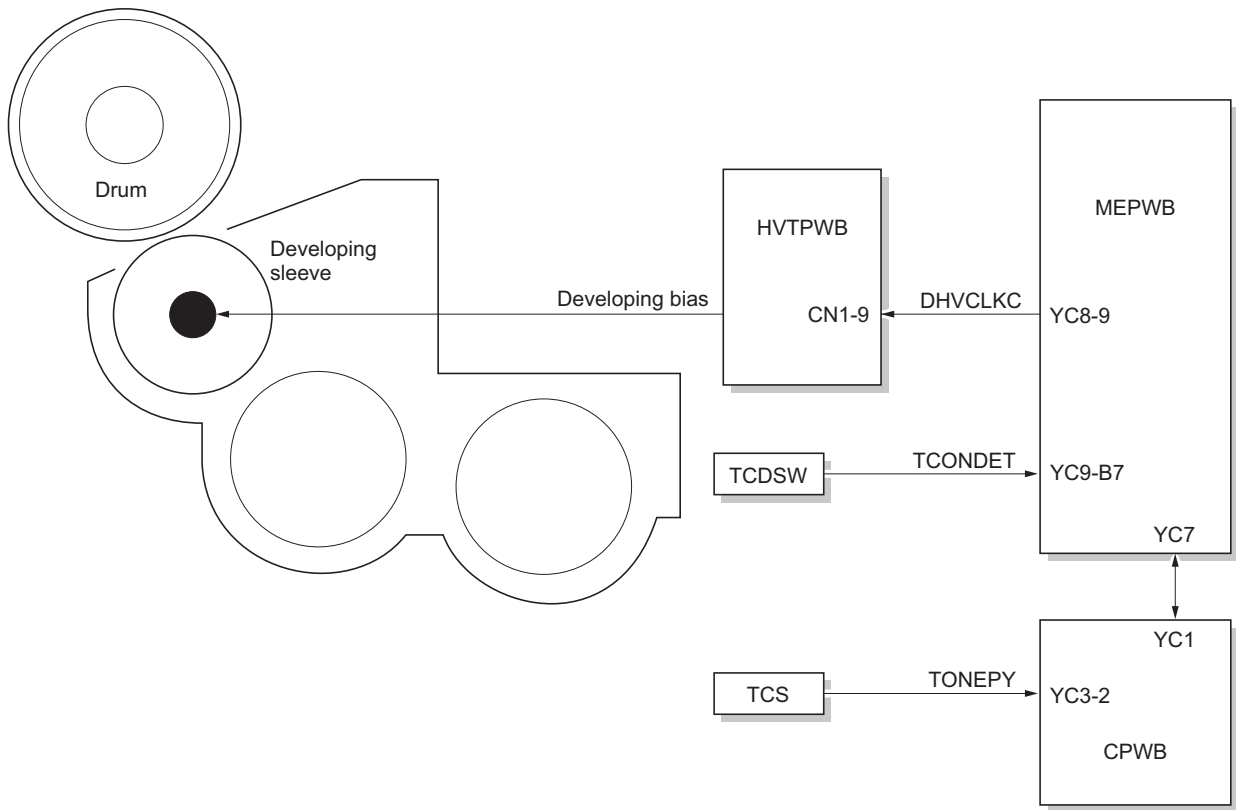 Drum
Developing
sleeve
Developing bias
HVTPWB
CN1-9
DHVCLKC
MEPWB
YC8-9
TCDSW
TCONDET
YC9-B7
YC7
YC1
TCS
TONEPY
YC3-2
CPWB